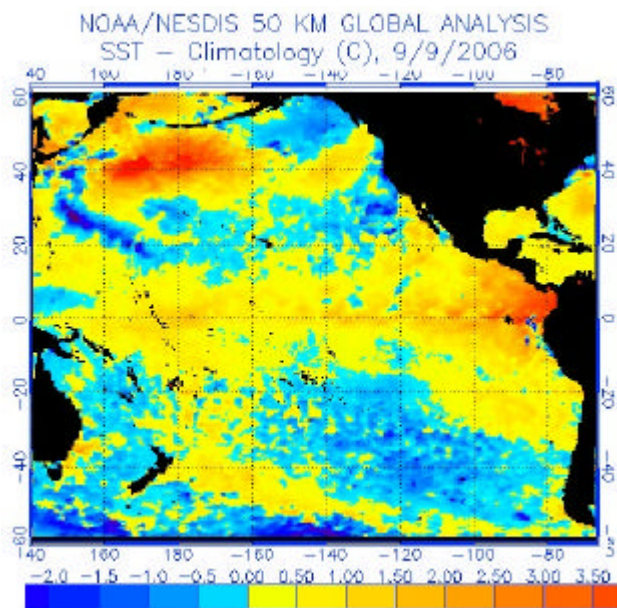 NOAA/NESDIS 50 KM GLOBAL ANALYSIS
SST - Climatology (C), 9/9/2006
40 160 180 -160 -140 -120 -100 -80
60 60
40 40
20 20
0 0
-20 -20
-40 -40
-60 -60
140 160 180 -160 -140 -120 -100 -80
-2.0 -1.5 -1.0 -0.5 0.00 0.50 1.00 1.50 2.00 2.50 3.00 3.50